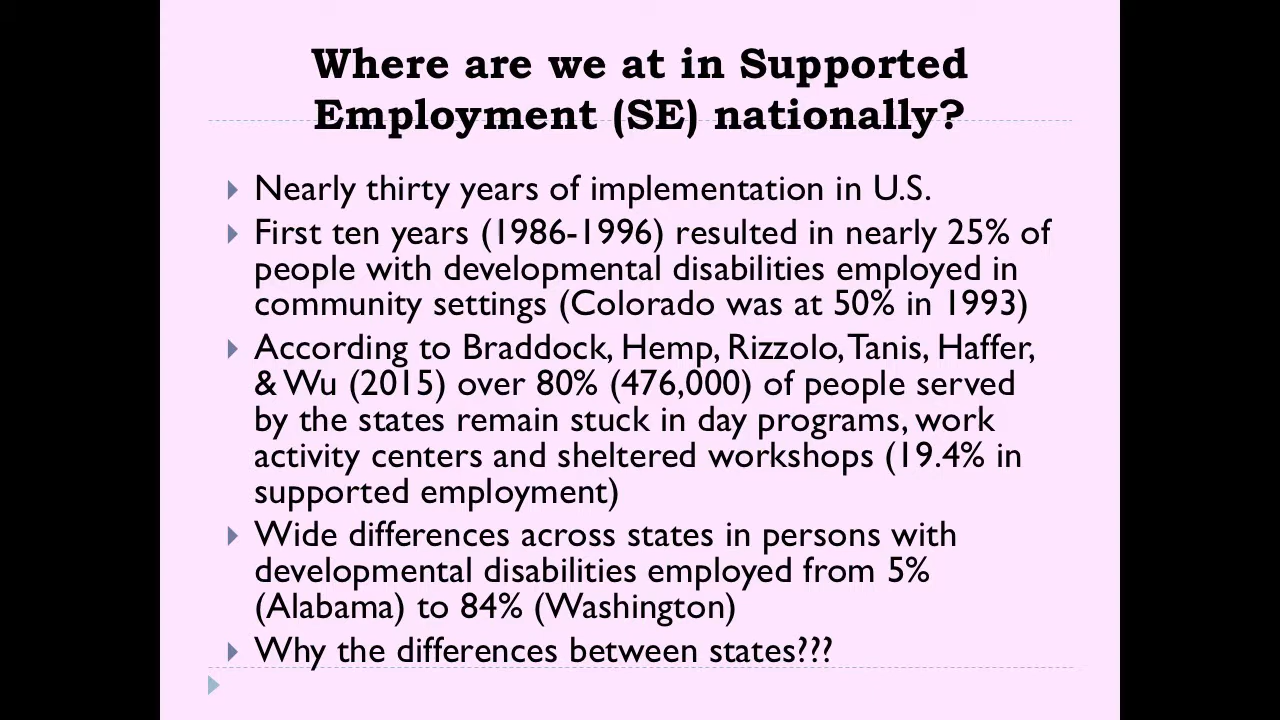 Where are we at in Supported
Employment (SE) nationally?
Nearly thirty years of implementation in U.S.
First ten years (1986-1996) resulted in nearly 25% of
people with developmental disabilities employed in
community settings (Colorado was at 50% in 1993)
According to Braddock, Hemp, Rizzolo, Tanis, Haffer,
& Wu (2015) over 80% (476,000) of people served
by the states remain stuck in day programs, work
activity centers and sheltered workshops (19.4% in
supported employment)
Wide differences across states in persons with
developmental disabilities employed from 5%
(Alabama) to 84% (Washington)
Why the differences between states???